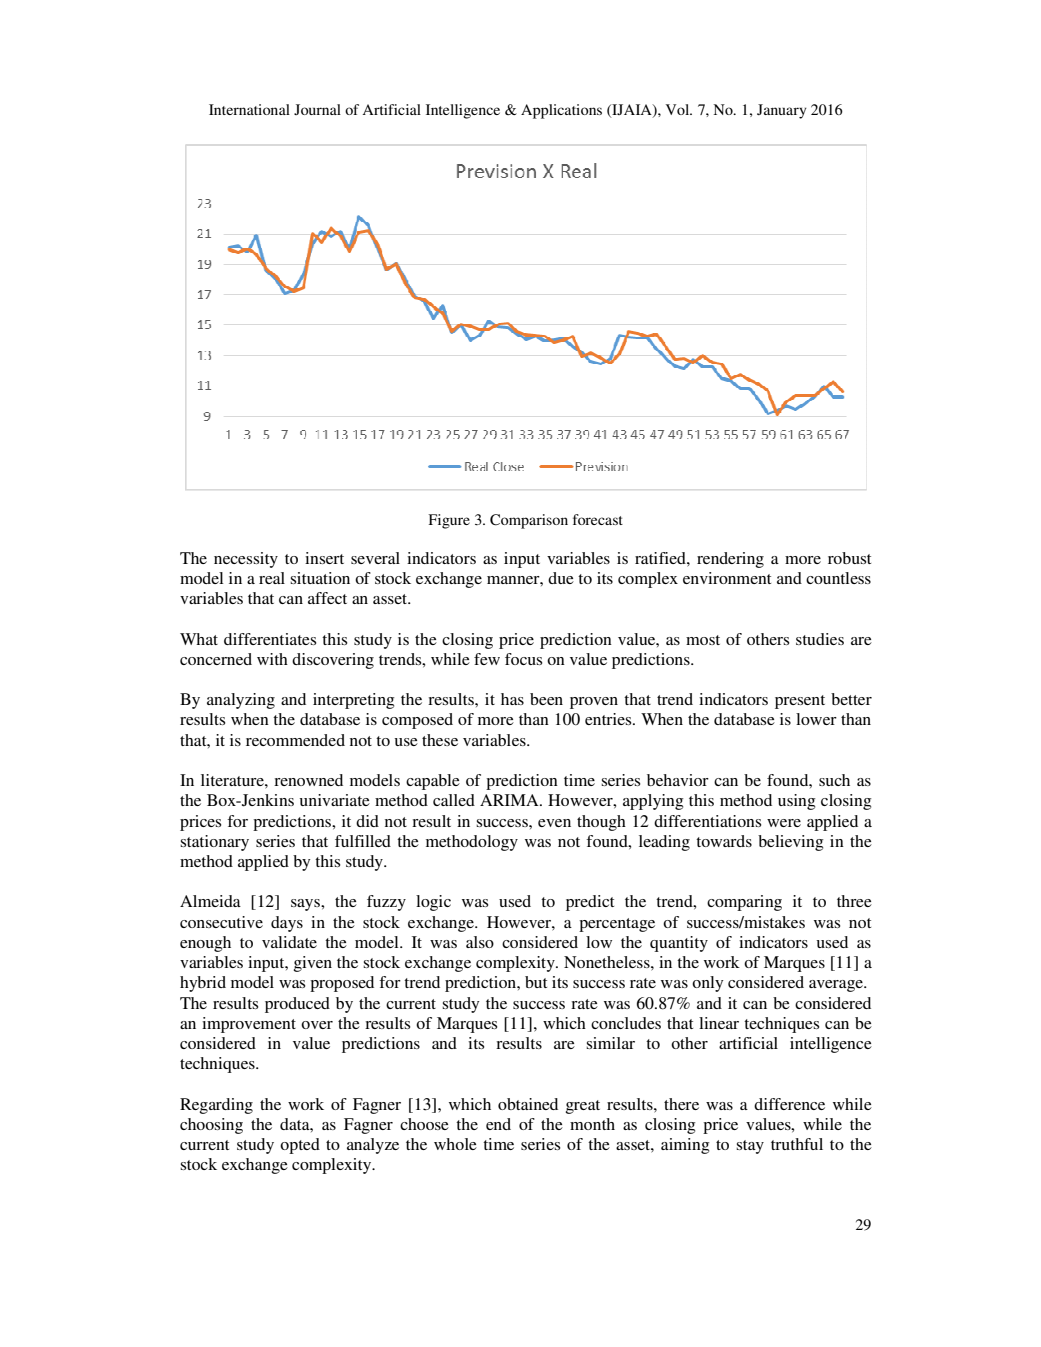 International Journal of Artificial Intelligence & Applications (IJAIA), Vol. 7, No. 1, January 2016
Prevision X Real
23
21
19
17
15
13
11
9
1 3 5 7 9 11 13 15 17 19 21 23 25 27 29 31 33 35 37 39 41 43 45 47 49 51 53 55 57 59 61 63 65 67
Real Close Prevision
Figure 3. Comparison forecast
The necessity to insert several indicators as input variables is ratified, rendering a more robust
model in a real situation of stock exchange manner, due to its complex environment and countless
variables that can affect an asset.
What differentiates this study is the closing price prediction value, as most of others studies are
concerned with discovering trends, while few focus on value predictions.
By analyzing and interpreting the results, it has been proven that trend indicators present better
results when the database is composed of more than 100 entries. When the database is lower than
that, it is recommended not to use these variables.
In literature, renowned models capable of prediction time series behavior can be found, such as
the Box-Jenkins univariate method called ARIMA. However, applying this method using closing
prices for predictions, it did not result in success, even though 12 differentiations were applied a
stationary series that fulfilled the methodology was not found, leading towards believing in the
method applied by this study.
Almeida [12] says, the fuzzy logic was used to predict the trend, comparing it to three
consecutive days in the stock exchange. However, a percentage of success/mistakes was not
enough to validate the model. It was also considered low the quantity of indicators used as
variables input, given the stock exchange complexity. Nonetheless, in the work of Marques [11] a
hybrid model was proposed for trend prediction, but its success rate was only considered average.
The results produced by the current study the success rate was 60.87% and it can be considered
an improvement over the results of Marques [11], which concludes that linear techniques can be
considered in value predictions and its results are similar to other artificial intelligence
techniques.
Regarding the work of Fagner [13], which obtained great results, there was a difference while
choosing the data, as Fagner choose the end of the month as closing price values, while the
current study opted to analyze the whole time series of the asset, aiming to stay truthful to the
stock exchange complexity.
29